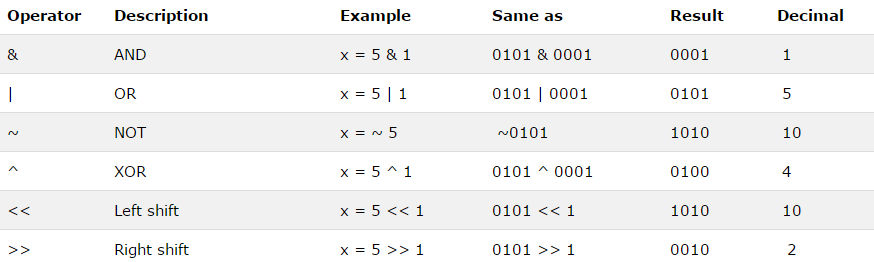 Operator Description Example Same as Result Decimal
& AND x = 5 & 1 0101 & 0001 0001 1
| OR x = 5 | 1 0101 | 0001 0101 5
~ NOT x = ~ 5 ~0101 1010 10
^ XOR x = 5 ^ 1 0101 ^ 0001 0100 4
<< Left shift x = 5 << 1 0101 << 1 1010 10
>> Right shift x = 5 >> 1 0101 >> 1 0010 2